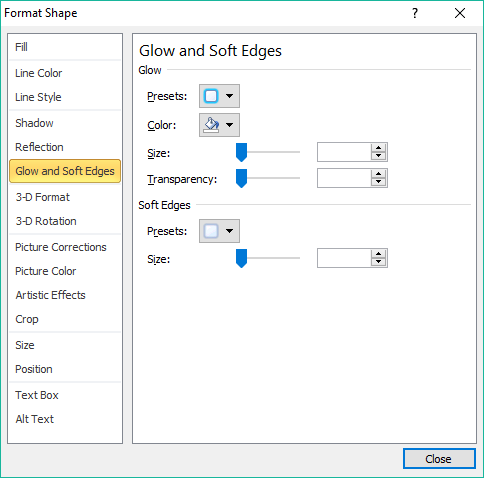 Format Shape
?
Fill
Line Color
Line Style
Shadow
Reflection
Glow and Soft Edges
3-D Format
3-D Rotation
Picture Corrections
Picture Color
Artistic Effects
Crop
Size
Position
Text Box
Alt Text
Glow and Soft Edges
Glow
Presets:
Color:
Size:
Transparency:
Soft Edges
Presets:
Size:
Close